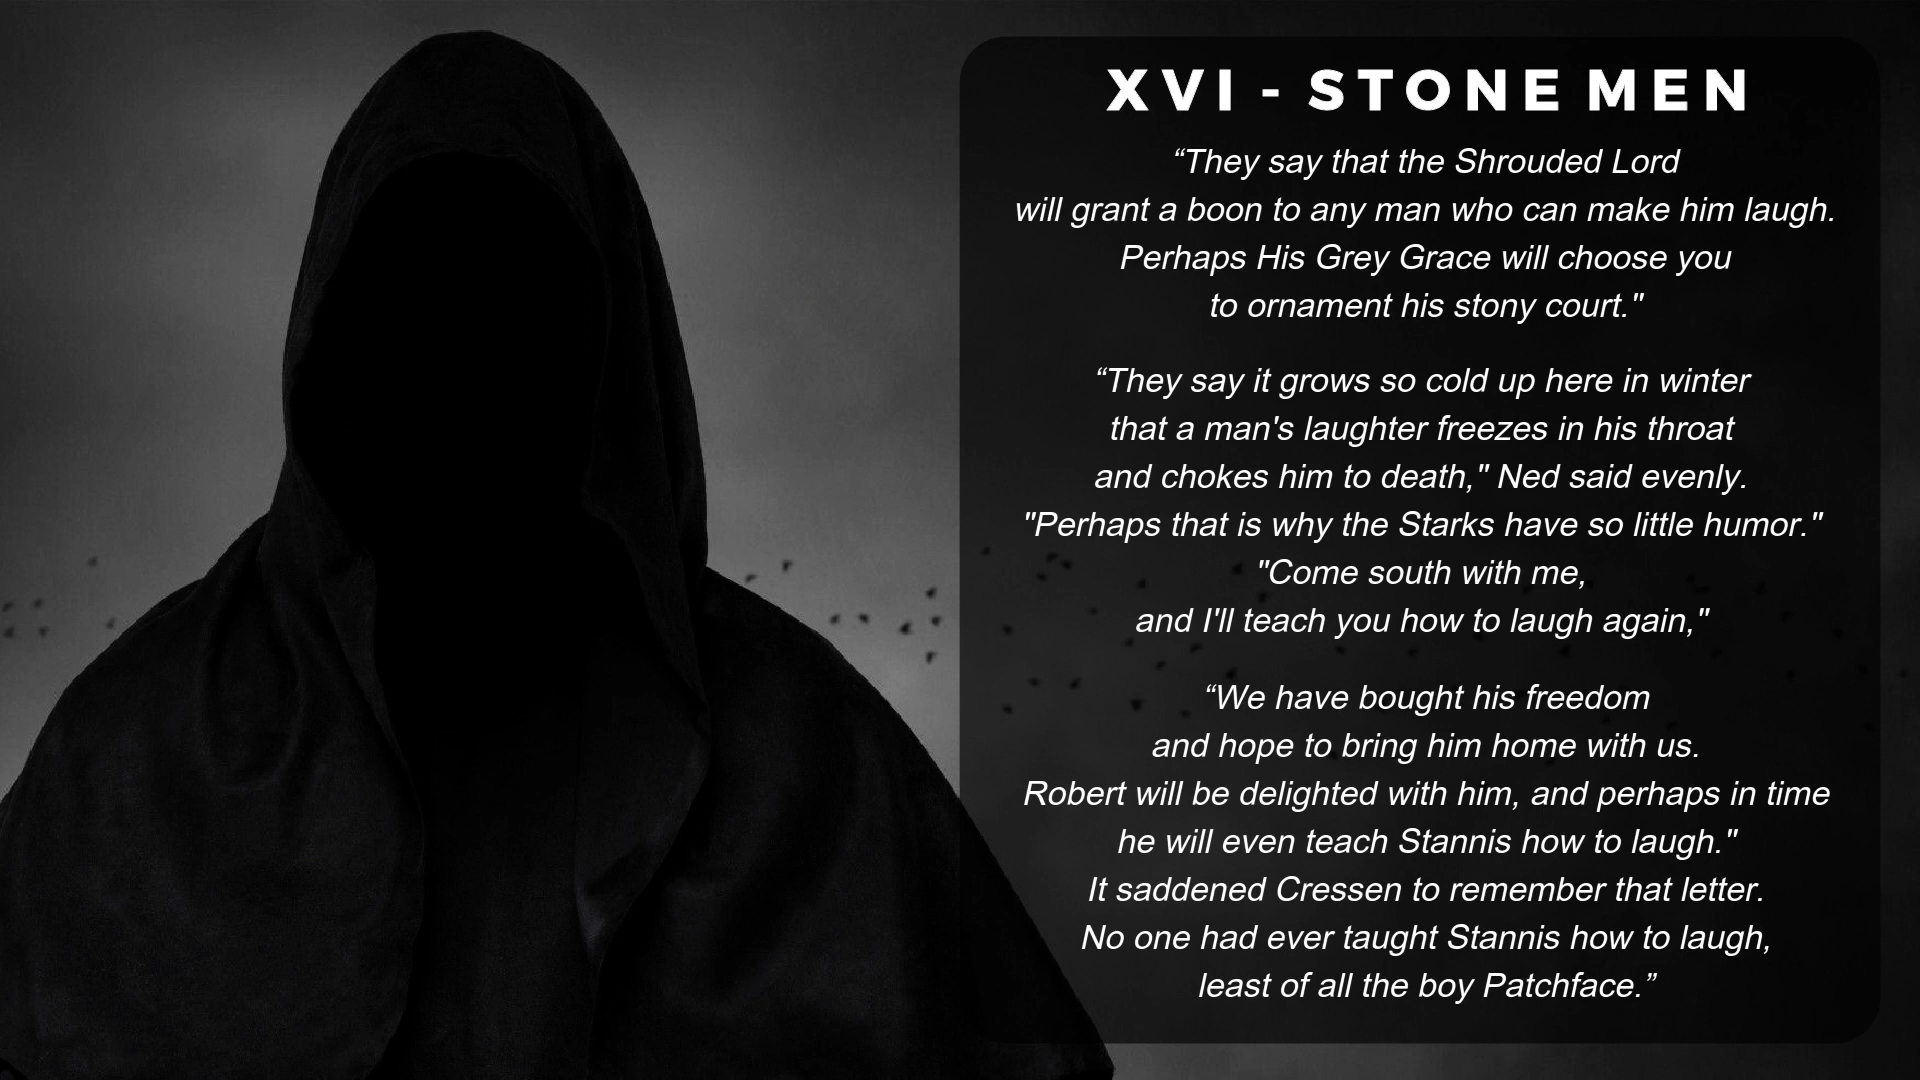 XVI - STONE MEN
“They say that the Shrouded Lord
will grant a boon to any man who can make him laugh.
Perhaps His Grey Grace will choose you
to ornament his stony court."
“They say it grows so cold up here in winter
that a man's laughter freezes in his throat
and chokes him to death," Ned said evenly.
"Perhaps that is why the Starks have so little humor."
"Come south with me,
and I'll teach you how to laugh again,"
“We have bought his freedom
and hope to bring him home with us.
Robert will be delighted with him, and perhaps in time
he will even teach Stannis how to laugh."
It saddened Cressen to remember that letter.
No one had ever taught Stannis how to laugh,
least of all the boy Patchface.”